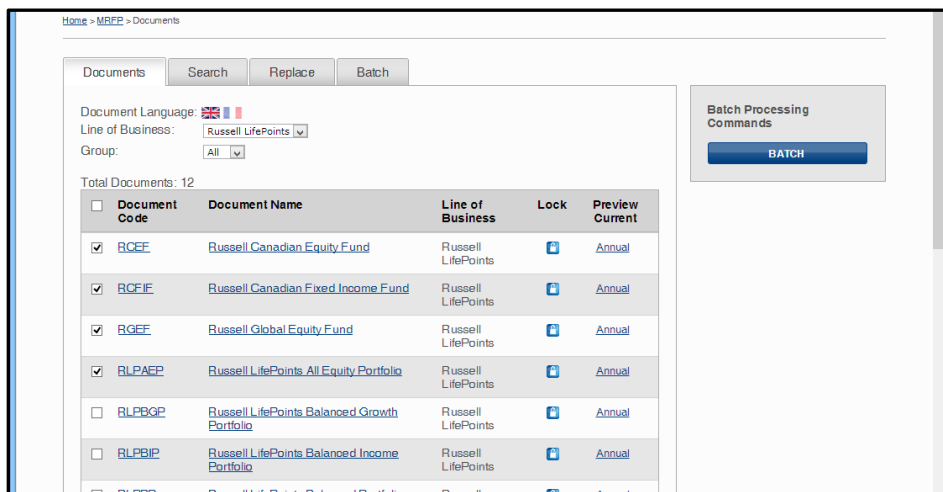 Home > MRFP > Documents
Documents Search Replace Batch
Document Language:
Line of Business: Russell LifePoints
Group: All
Total Documents: 12
Batch Processing
Commands
BATCH
Document Code Document Name Line of Business Lock Preview Current
RCEF Russell Canadian Equity Fund Russell LifePoints Annual
RCFIF Russell Canadian Fixed Income Fund Russell LifePoints Annual
RGEF Russell Global Equity Fund Russell LifePoints Annual
RLPAEP Russell LifePoints All Equity Portfolio Russell LifePoints Annual
RLPBGP Russell LifePoints Balanced Growth Portfolio Russell LifePoints Annual
RLPBIP Russell LifePoints Balanced Income Portfolio Russell LifePoints Annual